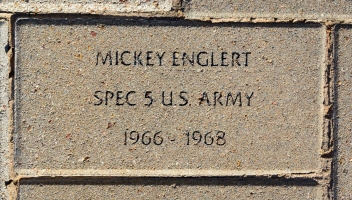 MICKEY ENGLERT
SPEC 5 U.S. ARMY
1966 - 1968